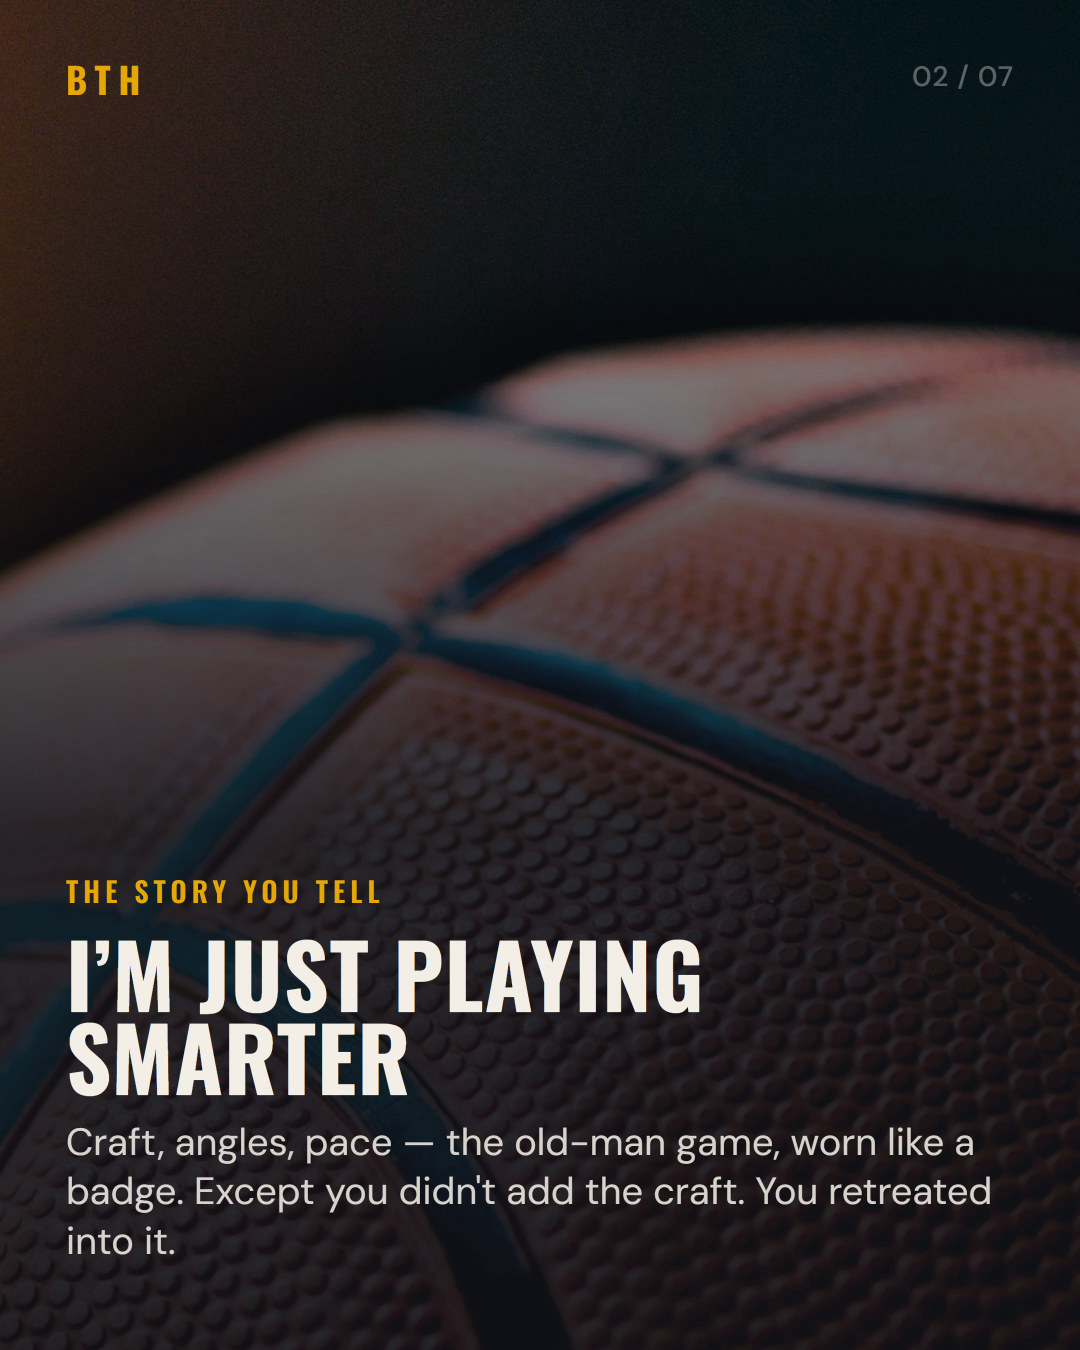 BTH
02 / 07
THE STORY YOU TELL
I’M JUST PLAYING
SMARTER
Craft, angles, pace — the old-man game, worn like a
badge. Except you didn't add the craft. You retreated
into it.